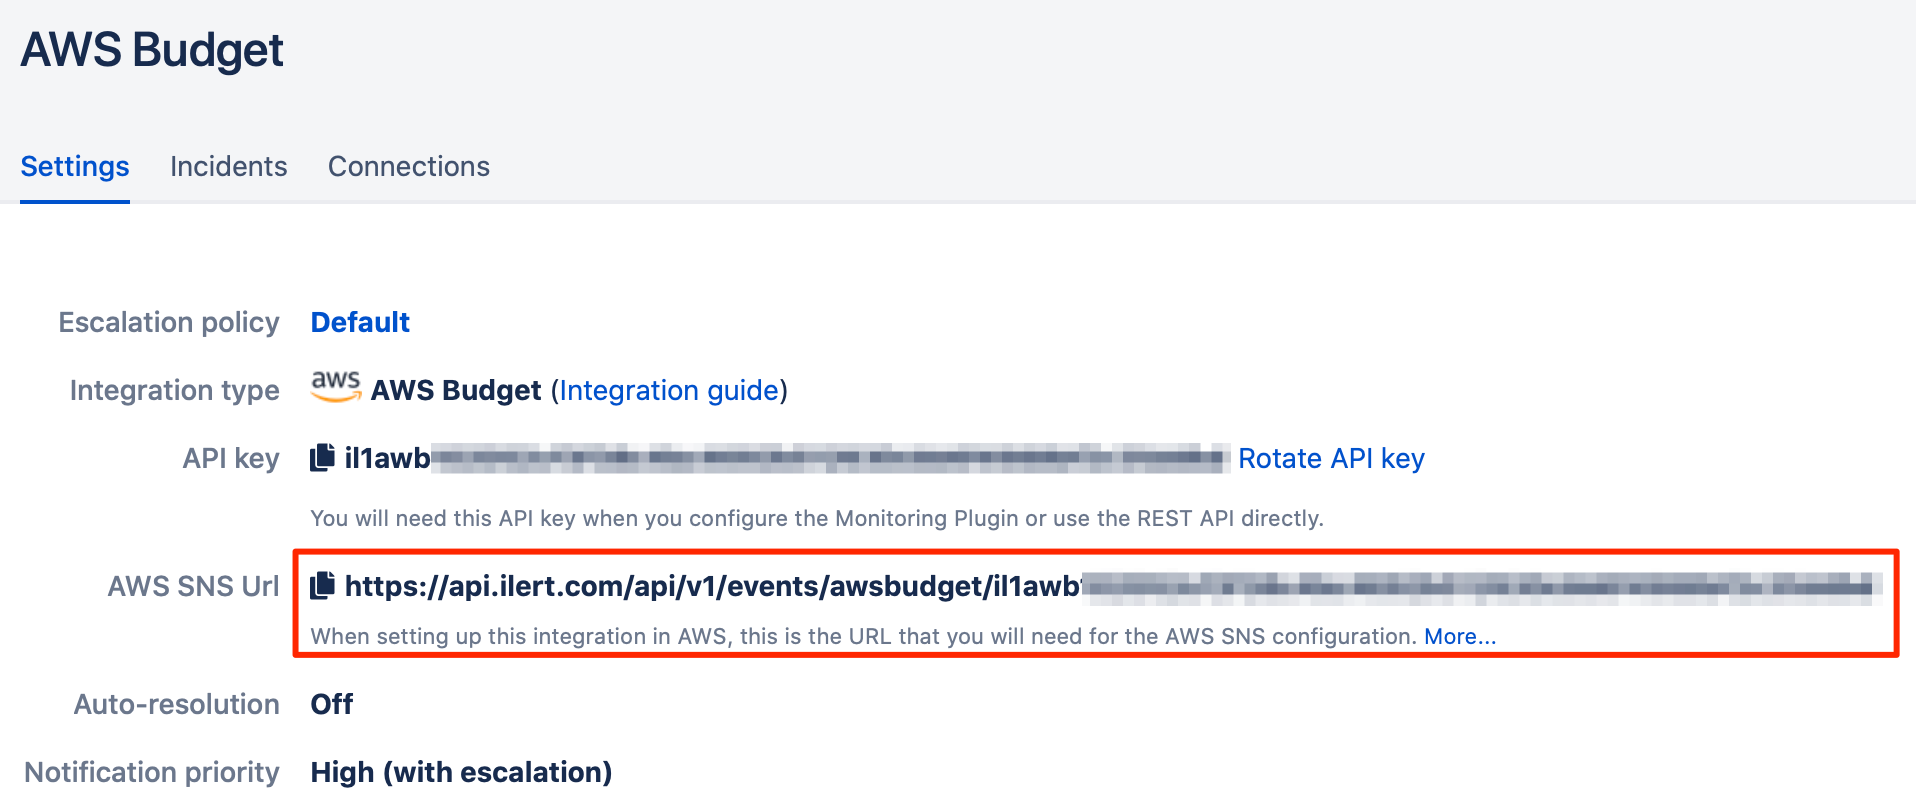 AWS Budget
Settings Incidents Connections
Escalation policy Default
Integration type aws AWS Budget (Integration guide)
API key il1awb Rotate API key
You will need this API key when you configure the Monitoring Plugin or use the REST API directly.
AWS SNS Url https://api.ilert.com/api/v1/events/awsbudget/il1awb
When setting up this integration in AWS, this is the URL that you will need for the AWS SNS configuration. More...
Auto-resolution Off
Notification priority High (with escalation)